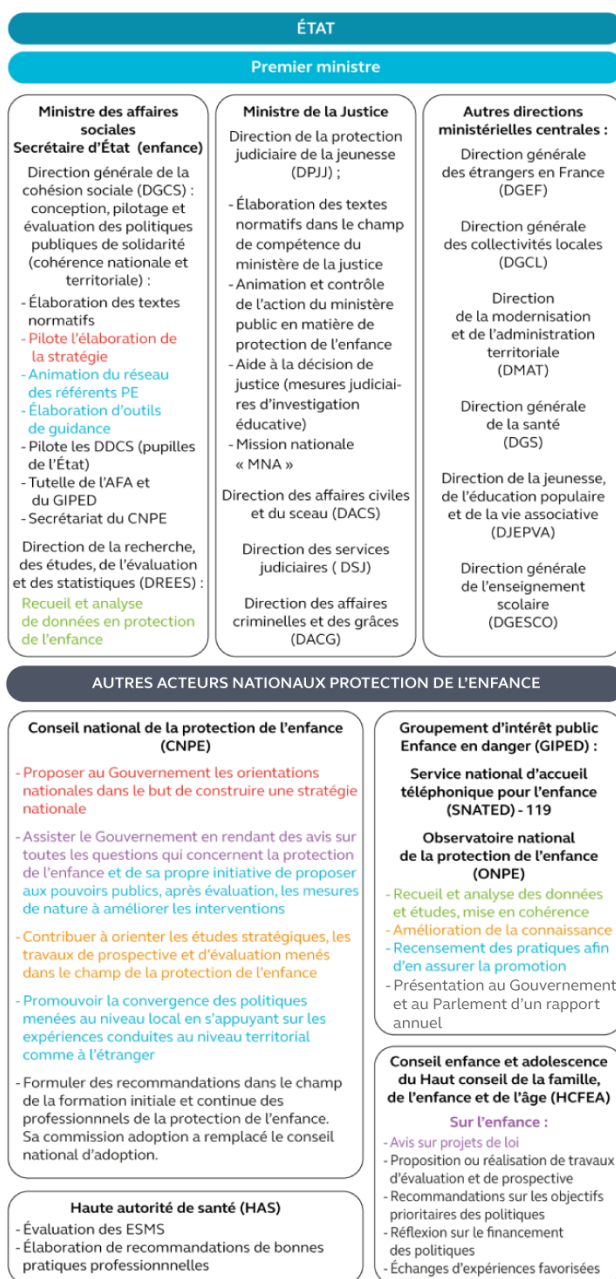 ÉTAT
Premier ministre
Ministre des affaires
sociales
Secrétaire d'État (enfance)
Direction générale de la
cohésion sociale (DGCS) :
conception, pilotage et
évaluation des politiques
publiques de solidarité
(cohérence nationale et
territoriale) :
- Élaboration des textes
normatifs
- Pilote l'élaboration de
la stratégie
- Animation du réseau
des référents PE
- Élaboration d'outils
de guidance
- Pilote les DDCS (pupilles
de l'État)
- Tutelle de l'AFA et
du GIPED
- Secrétariat du CNPE
Direction de la recherche,
des études, de l'évaluation
et des statistiques (DREES) :
Recueil et analyse
de données en protection
de l'enfance
Ministre de la Justice
Direction de la protection
judiciaire de la jeunesse
(DPJJ) ;
- Élaboration des textes
normatifs dans le champ
de compétence du
ministère de la justice
- Animation et contrôle
de l'action du ministère
public en matière de
protection de l'enfance
- Aide à la décision de
justice (mesures judiciai-
res d'investigation
éducative)
- Mission nationale
« MNA »
Direction des affaires civiles
et du sceau (DACS)
Direction des services
judiciaires ( DSJ)
Direction des affaires
criminelles et des grâces
(DACG)
Autres directions
ministérielles centrales :
Direction générale
des étrangers en France
(DGEF)
Direction générale
des collectivités locales
(DGCL)
Direction
de la modernisation
et de l'administration
territoriale
(DMAT)
Direction générale
de la santé
(DGS)
Direction de la jeunesse,
de l'éducation populaire
et de la vie associative
(DJEPVA)
Direction générale
de l'enseignement
scolaire
(DGESCO)
AUTRES ACTEURS NATIONAUX PROTECTION DE L'ENFANCE
Conseil national de la protection de l'enfance
(CNPE)
- Proposer au Gouvernement les orientations
nationales dans le but de construire une stratégie
nationale
- Assister le Gouvernement en rendant des avis sur
toutes les questions qui concernent la protection
de l'enfance et de sa propre initiative de proposer
aux pouvoirs publics, après évaluation, les mesures
de nature à améliorer les interventions
- Contribuer à orienter les études stratégiques, les
travaux de prospective et d'évaluation menés
dans le champ de la protection de l'enfance
- Promouvoir la convergence des politiques
menées au niveau local en s'appuyant sur les
expériences conduites au niveau territorial
comme à l'étranger
- Formuler des recommandations dans le champ
de la formation initiale et continue des
professionnnels de la protection de l'enfance.
Sa commission adoption a remplacé le conseil
national d'adoption.
Haute autorité de santé (HAS)
- Évaluation des ESMS
- Élaboration de recommandations de bonnes
pratiques professionnnelles
Groupement d'intérêt public
Enfance en danger (GIPED) :
Service national d'accueil
téléphonique pour l'enfance
(SNATED) - 119
Observatoire national
de la protection de l'enfance
(ONPE)
- Recueil et analyse des données
et études, mise en cohérence
- Amélioration de la connaissance
- Recensement des pratiques afin
d'en assurer la promotion
- Présentation au Gouvernement
et au Parlement d'un rapport
annuel
Conseil enfance et adolescence
du Haut conseil de la famille,
de l'enfance et de l'âge (HCFEA)
Sur l'enfance :
- Avis sur projets de loi
- Proposition ou réalisation de travaux
d'évaluation et de prospective
- Recommandations sur les objectifs
prioritaires des politiques
- Réflexion sur le financement
des politiques
- Échanges d'expériences favorisées